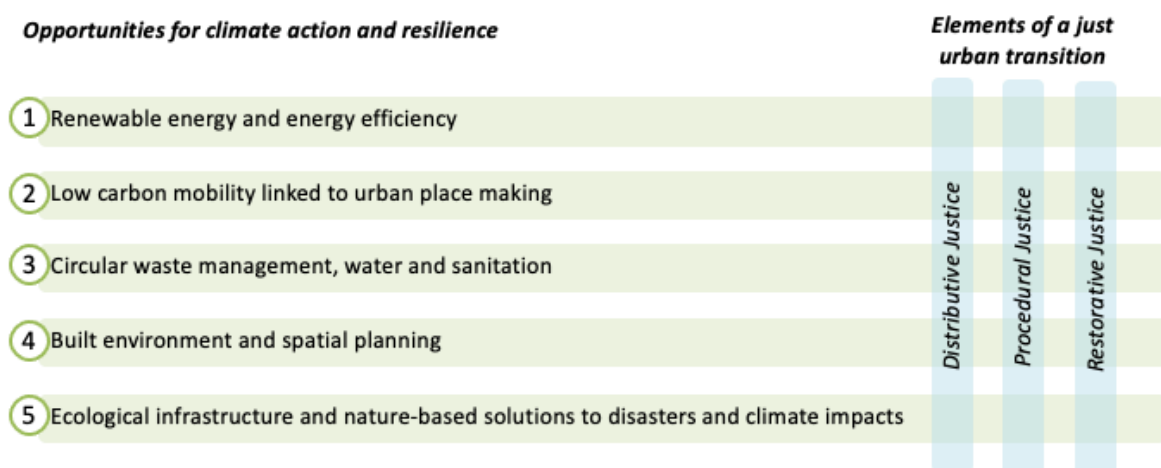 Opportunities for climate action and resilience
Elements of a just
urban transition
1 Renewable energy and energy efficiency
2 Low carbon mobility linked to urban place making
3 Circular waste management, water and sanitation
4 Built environment and spatial planning
5 Ecological infrastructure and nature-based solutions to disasters and climate impacts
Distributive Justice
Procedural Justice
Restorative Justice